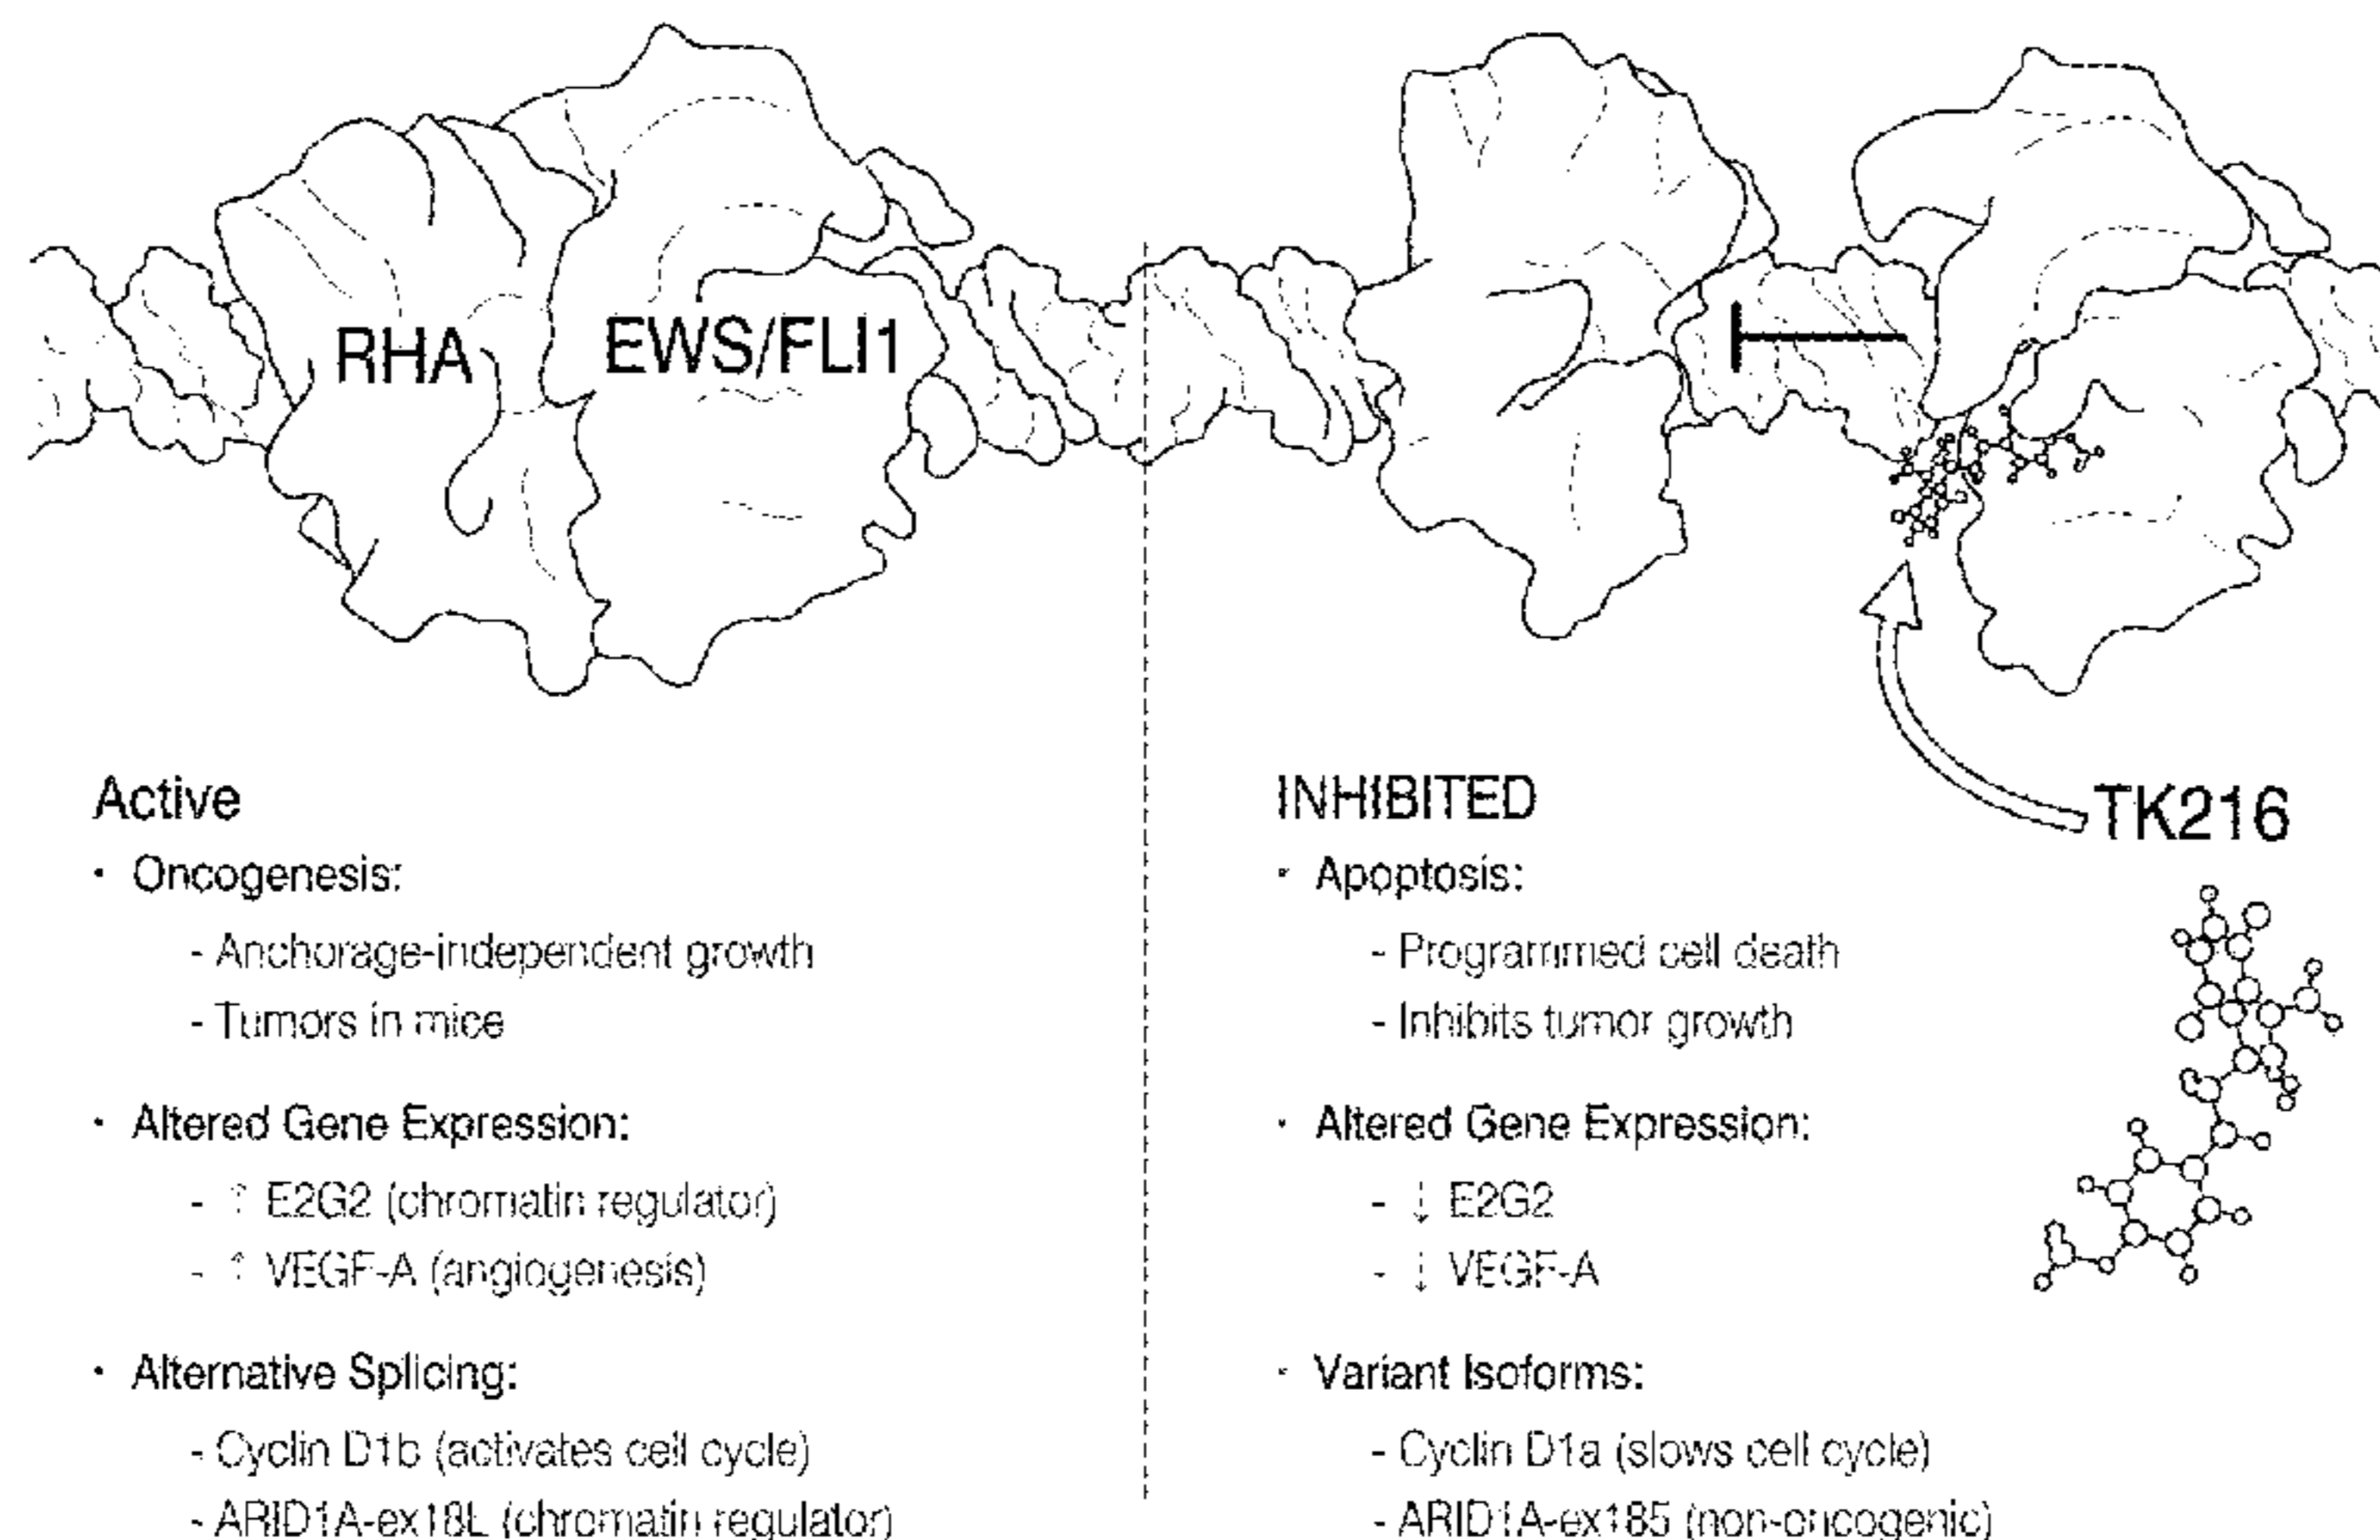 RHA
EWS/FLI1
Active
• Oncogenesis:
- Anchorage-independent growth
- Tumors in mice
• Altered Gene Expression:
- ↑ E2G2 (chromatin regulator)
- ↑ VEGF-A (angiogenesis)
• Alternative Splicing:
- Cyclin D1b (activates cell cycle)
- ARID1A-ex18L (chromatin regulator)
INHIBITED
• Apoptosis:
- Programmed cell death
- Inhibits tumor growth
• Altered Gene Expression:
- ↓ E2G2
- ↓ VEGF-A
• Variant Isoforms:
- Cyclin D1a (slows cell cycle)
- ARID1A-ex185 (non-oncogenic)
TK216